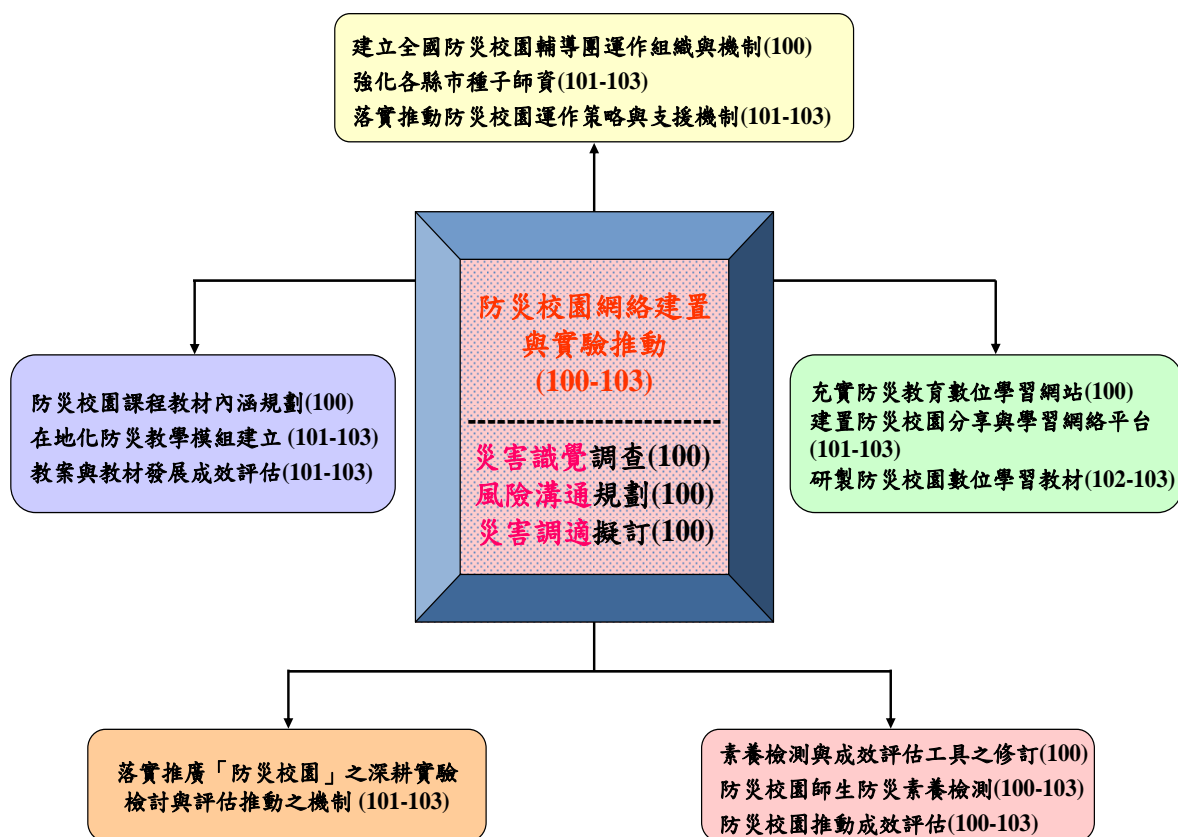 建立全國防災校園輔導團運作組織與機制(100)
強化各縣市種子師資(101-103)
落實推動防災校園運作策略與支援機制(101-103)
防災校園網絡建置
與實驗推動
(100-103)
災害識覺調查(100)
風險溝通規劃(100)
災害調適擬訂(100)
防災校園課程教材內涵規劃(100)
在地化防災教學模組建立 (101-103)
教案與教材發展成效評估(101-103)
充實防災教育數位學習網站(100)
建置防災校園分享與學習網絡平台
(101-103)
研製防災校園數位學習教材(102-103)
落實推廣「防災校園」之深耕實驗
檢討與評估推動之機制 (101-103)
素養檢測與成效評估工具之修訂(100)
防災校園師生防災素養檢測(100-103)
防災校園推動成效評估(100-103)